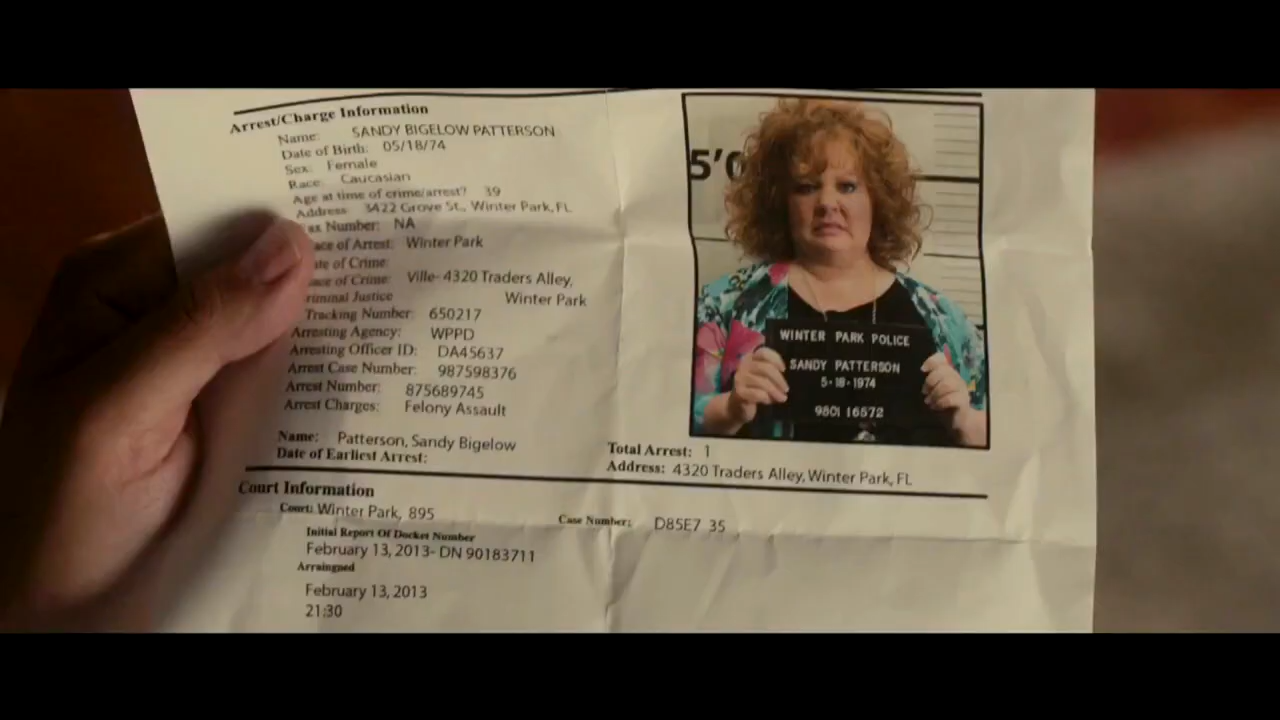 Arrest/Charge Information
Name: SANDY BIGELOW PATTERSON
Date of Birth: 05/18/74
Sex: Female
Race: Caucasian
Age at time of crime/arrest? 39
Address 3422 Grove St., Winter Park, FL
ax Number: NA
ace of Arrest: Winter Park
te of Crime:
ace of Crime: Ville- 4320 Traders Alley,
riminal Justice Winter Park
Tracking Number: 650217
Arresting Agency: WPPD
Arresting Officer ID: DA45637
Arrest Case Number: 987598376
Arrest Number: 875689745
Arrest Charges: Felony Assault
5'0
WINTER PARK POLICE
SANDY PATTERSON
5-18-1974
9801 16572
Name: Patterson, Sandy Bigelow
Date of Earliest Arrest:
Total Arrest: 1
Address: 4320 Traders Alley, Winter Park, FL
Court Information
Court: Winter Park, 895
Case Number: D85E7 35
Initial Report Of Docket Number
February 13, 2013- DN 90183711
Arraingned
February 13, 2013
21:30